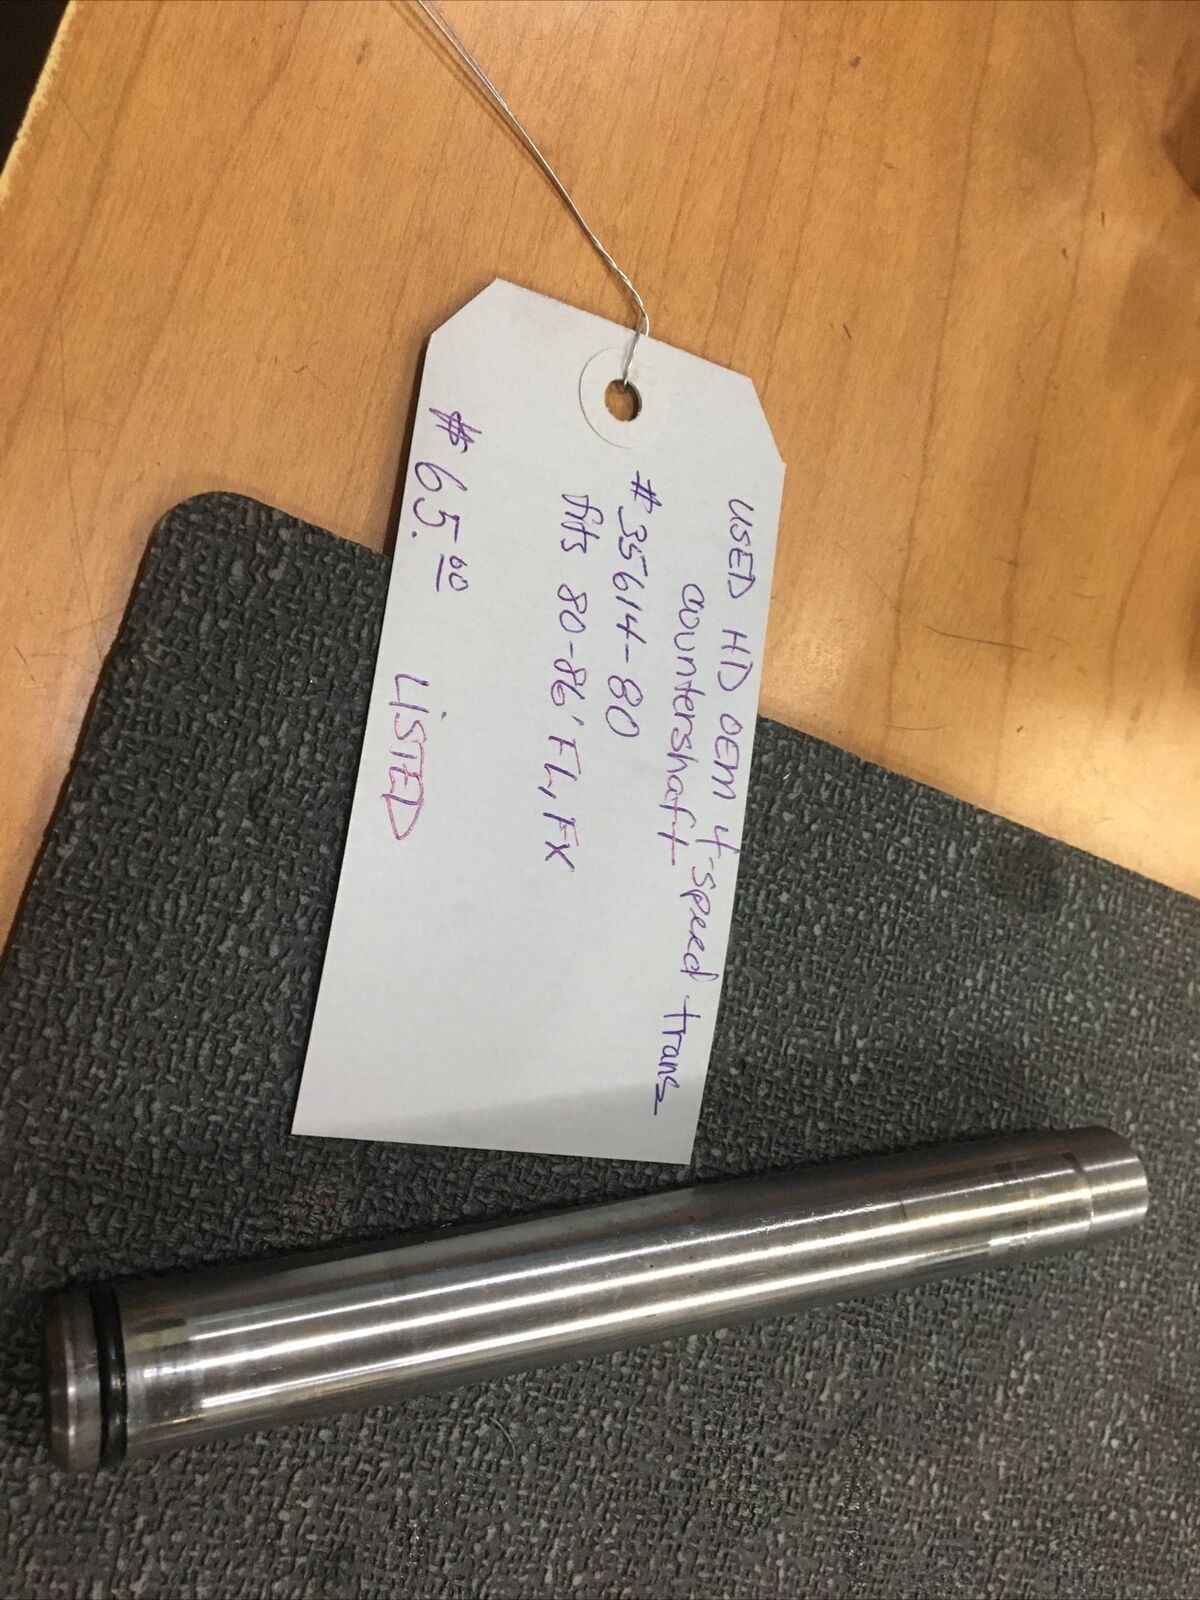 USED HD OEM 4-speed trans
countershaft
#35614-80
fits 80-86' FL, FX
$65.00 LISTED